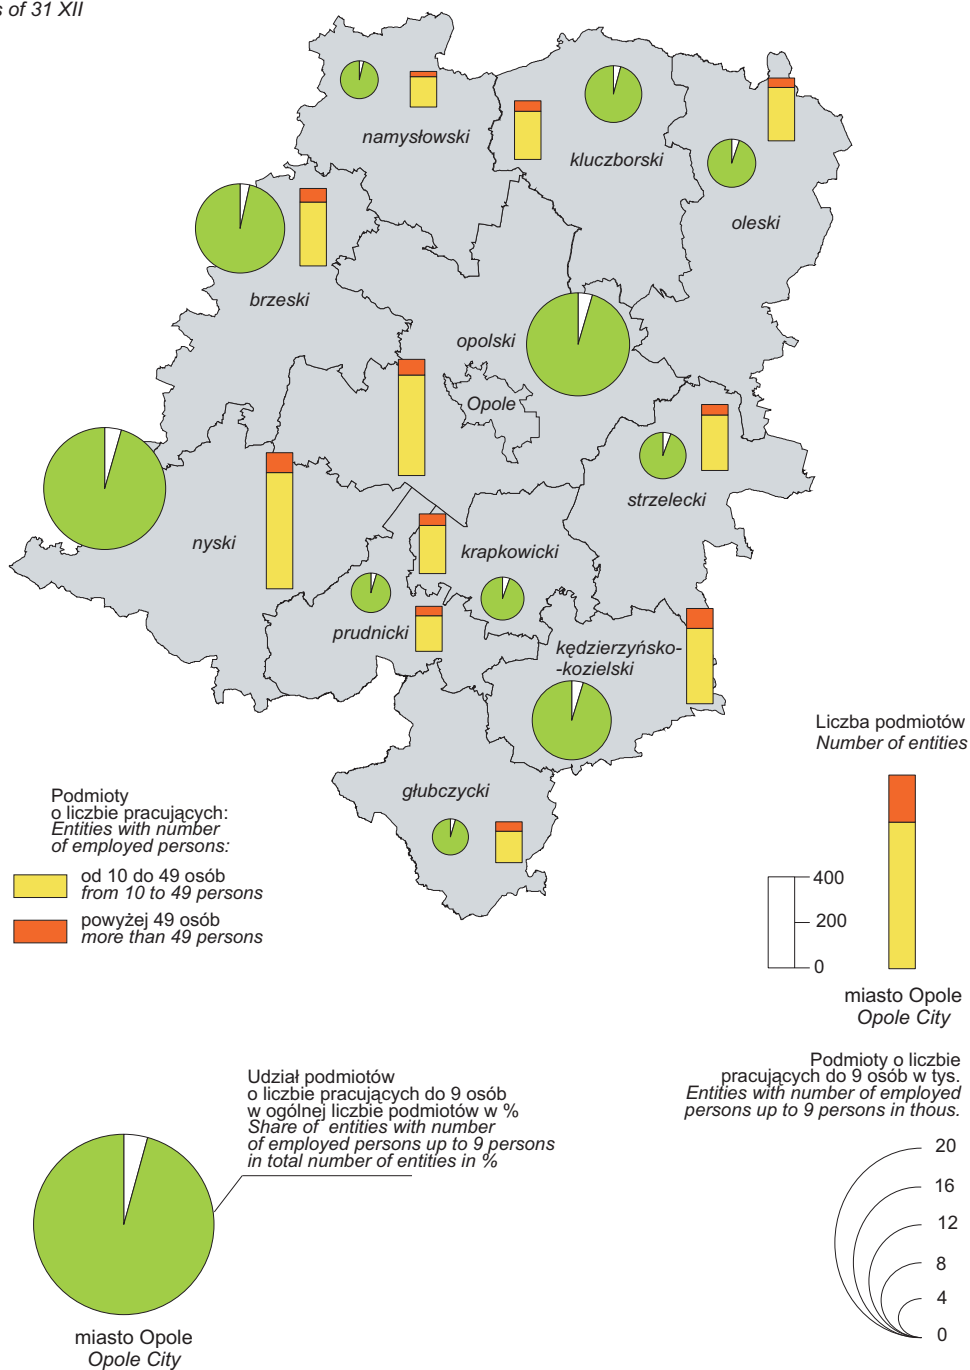 s of 31 XII
namysłowski
kluczborski
oleski
brzeski
opolski
Opole
strzelecki
nyski
krapkowicki
prudnicki
kędzierzyńsko-
-kozielski
głubczycki
Liczba podmiotów
Number of entities
400
200
0
miasto Opole
Opole City
Podmioty
o liczbie pracujących:
Entities with number
of employed persons:
od 10 do 49 osób
from 10 to 49 persons
powyżej 49 osób
more than 49 persons
Podmioty o liczbie
pracujących do 9 osób w tys.
Entities with number of employed
persons up to 9 persons in thous.
20
16
12
8
4
0
Udział podmiotów
o liczbie pracujących do 9 osób
w ogólnej liczbie podmiotów w %
Share of entities with number
of employed persons up to 9 persons
in total number of entities in %
miasto Opole
Opole City